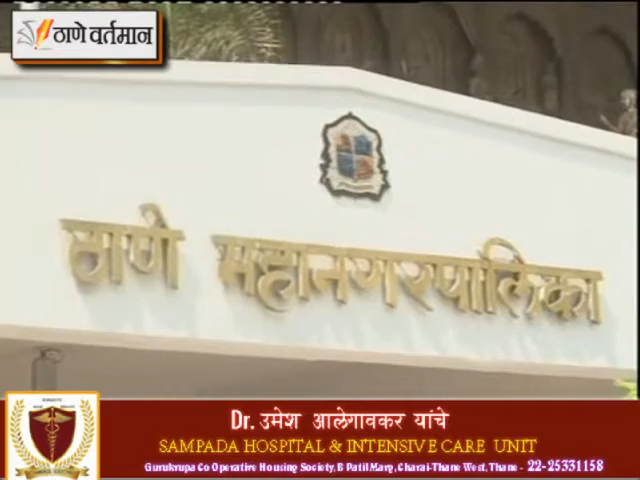 ठाणे वर्तमान
ठाणे महानगरपालिका
Dr. उमेश आलेगावकर यांचे
SAMPADA HOSPITAL & INTENSIVE CARE UNIT
Gurukrupa Co Operative Housing Society, B Patil Marg, Charai-Thane West, Thane - 22-25331158